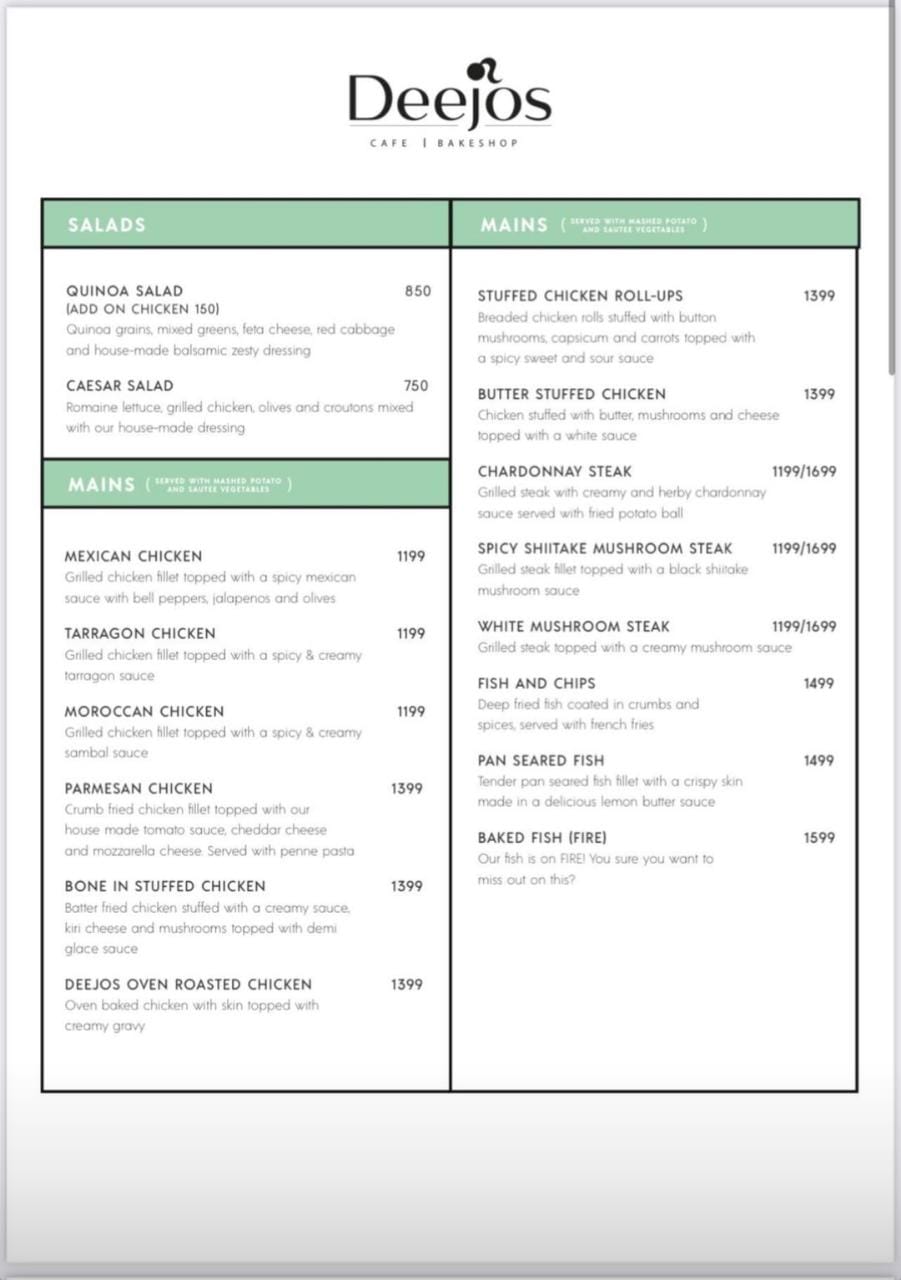 Deejos
CAFE | BAKESHOP
SALADS
QUINOA SALAD 850
(ADD ON CHICKEN 150)
Quinoa grains, mixed greens, feta cheese, red cabbage
and house-made balsamic zesty dressing
CAESAR SALAD 750
Romaine lettuce, grilled chicken, olives and croutons mixed
with our house-made dressing
MAINS ( SERVED WITH MASHED POTATO
AND SAUTEE VEGETABLES )
MEXICAN CHICKEN 1199
Grilled chicken fillet topped with a spicy mexican
sauce with bell peppers, jalapenos and olives
TARRAGON CHICKEN 1199
Grilled chicken fillet topped with a spicy & creamy
tarragon sauce
MOROCCAN CHICKEN 1199
Grilled chicken fillet topped with a spicy & creamy
sambal sauce
PARMESAN CHICKEN 1399
Crumb fried chicken fillet topped with our
house made tomato sauce, cheddar cheese
and mozzarella cheese. Served with penne pasta
BONE IN STUFFED CHICKEN 1399
Batter fried chicken stuffed with a creamy sauce,
kiri cheese and mushrooms topped with demi
glace sauce
DEEJOS OVEN ROASTED CHICKEN 1399
Oven baked chicken with skin topped with
creamy gravy
MAINS ( SERVED WITH MASHED POTATO
AND SAUTEE VEGETABLES )
STUFFED CHICKEN ROLL-UPS 1399
Breaded chicken rolls stuffed with button
mushrooms, capsicum and carrots topped with
a spicy sweet and sour sauce
BUTTER STUFFED CHICKEN 1399
Chicken stuffed with butter, mushrooms and cheese
topped with a white sauce
CHARDONNAY STEAK 1199/1699
Grilled steak with creamy and herby chardonnay
sauce served with fried potato ball
SPICY SHIITAKE MUSHROOM STEAK 1199/1699
Grilled steak fillet topped with a black shiitake
mushroom sauce
WHITE MUSHROOM STEAK 1199/1699
Grilled steak topped with a creamy mushroom sauce
FISH AND CHIPS 1499
Deep fried fish coated in crumbs and
spices, served with french fries
PAN SEARED FISH 1499
Tender pan seared fish fillet with a crispy skin
made in a delicious lemon butter sauce
BAKED FISH (FIRE) 1599
Our fish is on FIRE! You sure you want to
miss out on this?